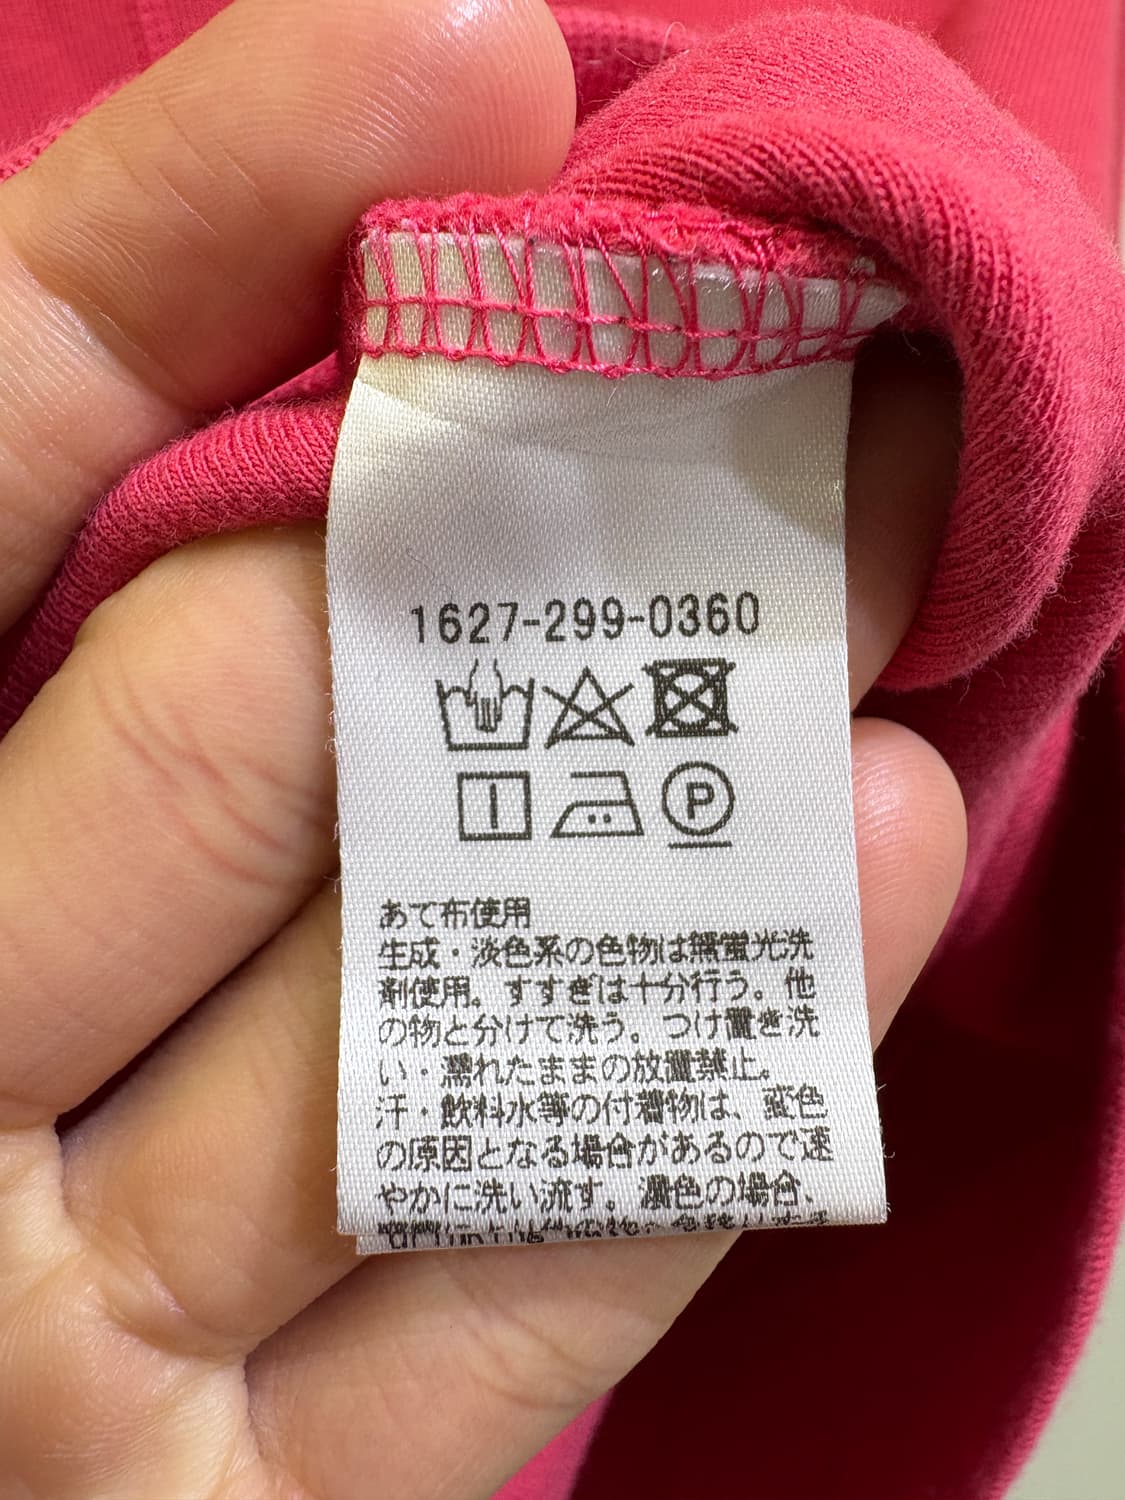 1627-299-0360
P
あて布使用
生成・淡色系の色物は無蛍光洗
剤使用。すすぎは十分行う。他
の物と分けて洗う。つけ置き洗
い・濡れたままの放置禁止。
汗・飲料水等の付着物は、変色
の原因となる場合があるので速
やかに洗い流す。濃色の場合、